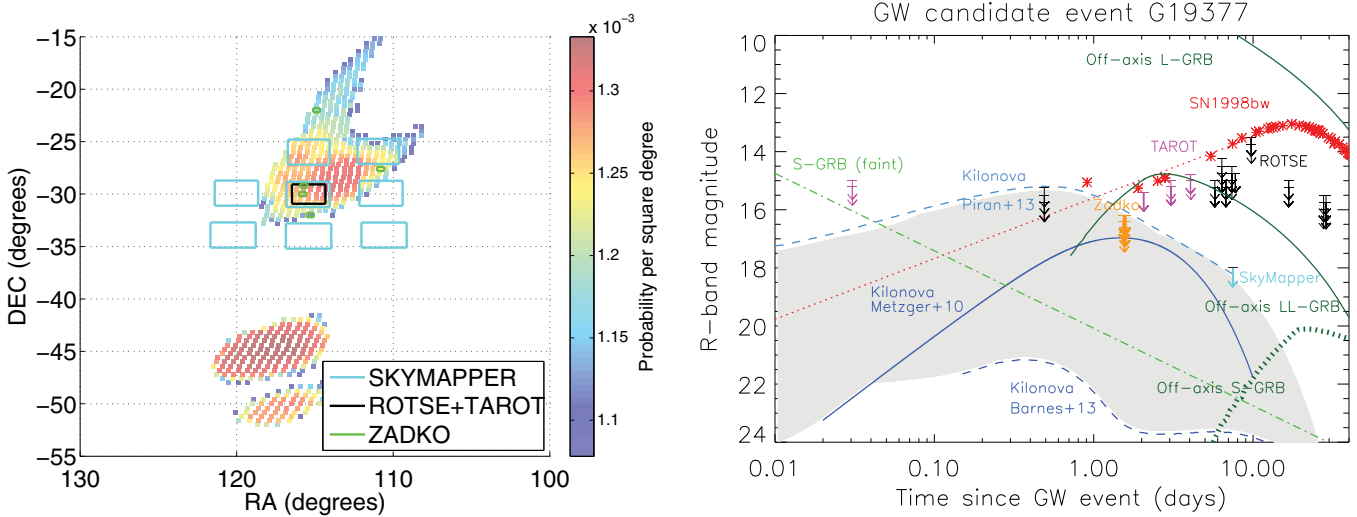 x 10⁻³
−15
−20
−25
−30
−35
−40
−45
−50
−55
DEC (degrees)
130
120
110
100
RA (degrees)
SKYMAPPER
ROTSE+TAROT
ZADKO
1.3
1.2
1.1
Probability per square degree
GW candidate event G19377
10
12
14
16
18
20
22
24
R-band magnitude
Off-axis L-GRB
SN1998bw
TAROT
ROTSE
S-GRB (faint)
Kilonova
Piran+13
Zadko
SkyMapper
Kilonova
Metzger+10
Off-axis LL-GRB
Off-axis S-GRB
Kilonova
Barnes+13
0.01
0.10
1.00
10.00
Time since GW event (days)